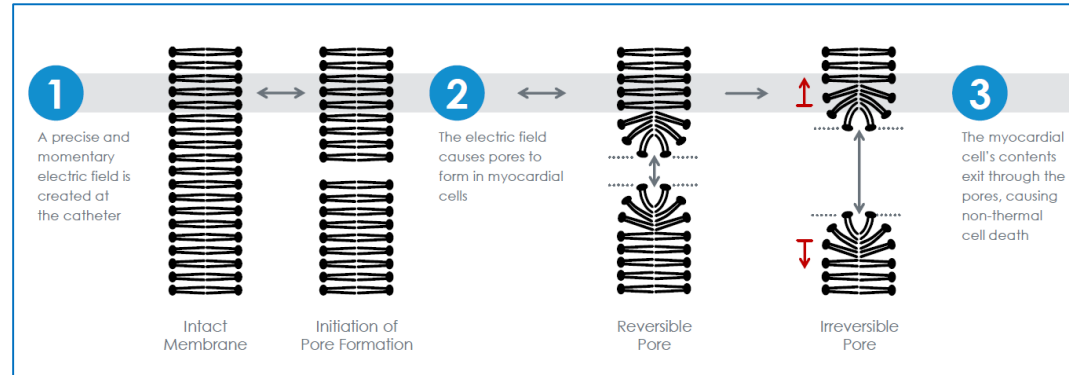 1
A precise and
momentary
electric field is
created at
the catheter
2
The electric field
causes pores to
form in myocardial
cells
3
The myocardial
cell's contents
exit through the
pores, causing
non-thermal
cell death
Intact
Membrane
Initiation of
Pore Formation
Reversible
Pore
Irreversible
Pore